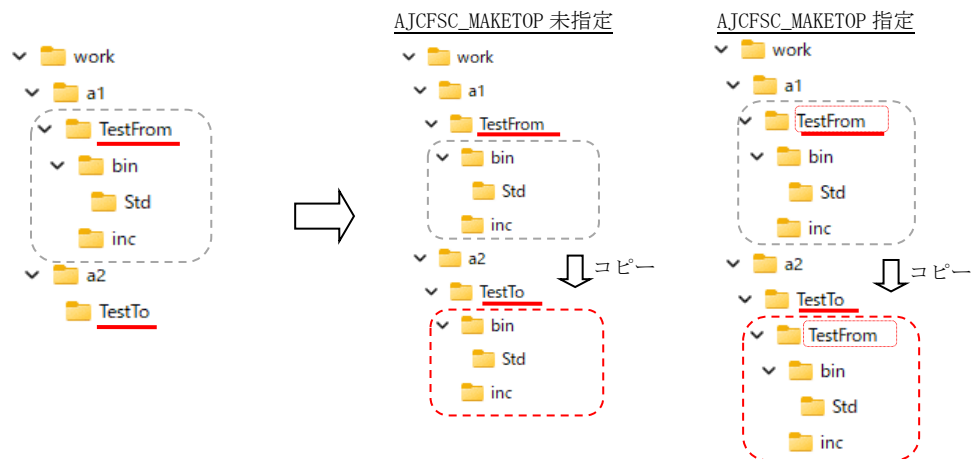 work
a1
TestFrom
bin
Std
inc
a2
TestTo
AJCFSC_MAKETOP 未指定
work
a1
TestFrom
bin
Std
inc
a2
コピー
TestTo
bin
Std
inc
AJCFSC_MAKETOP 指定
work
a1
TestFrom
bin
Std
inc
a2
コピー
TestTo
TestFrom
bin
Std
inc